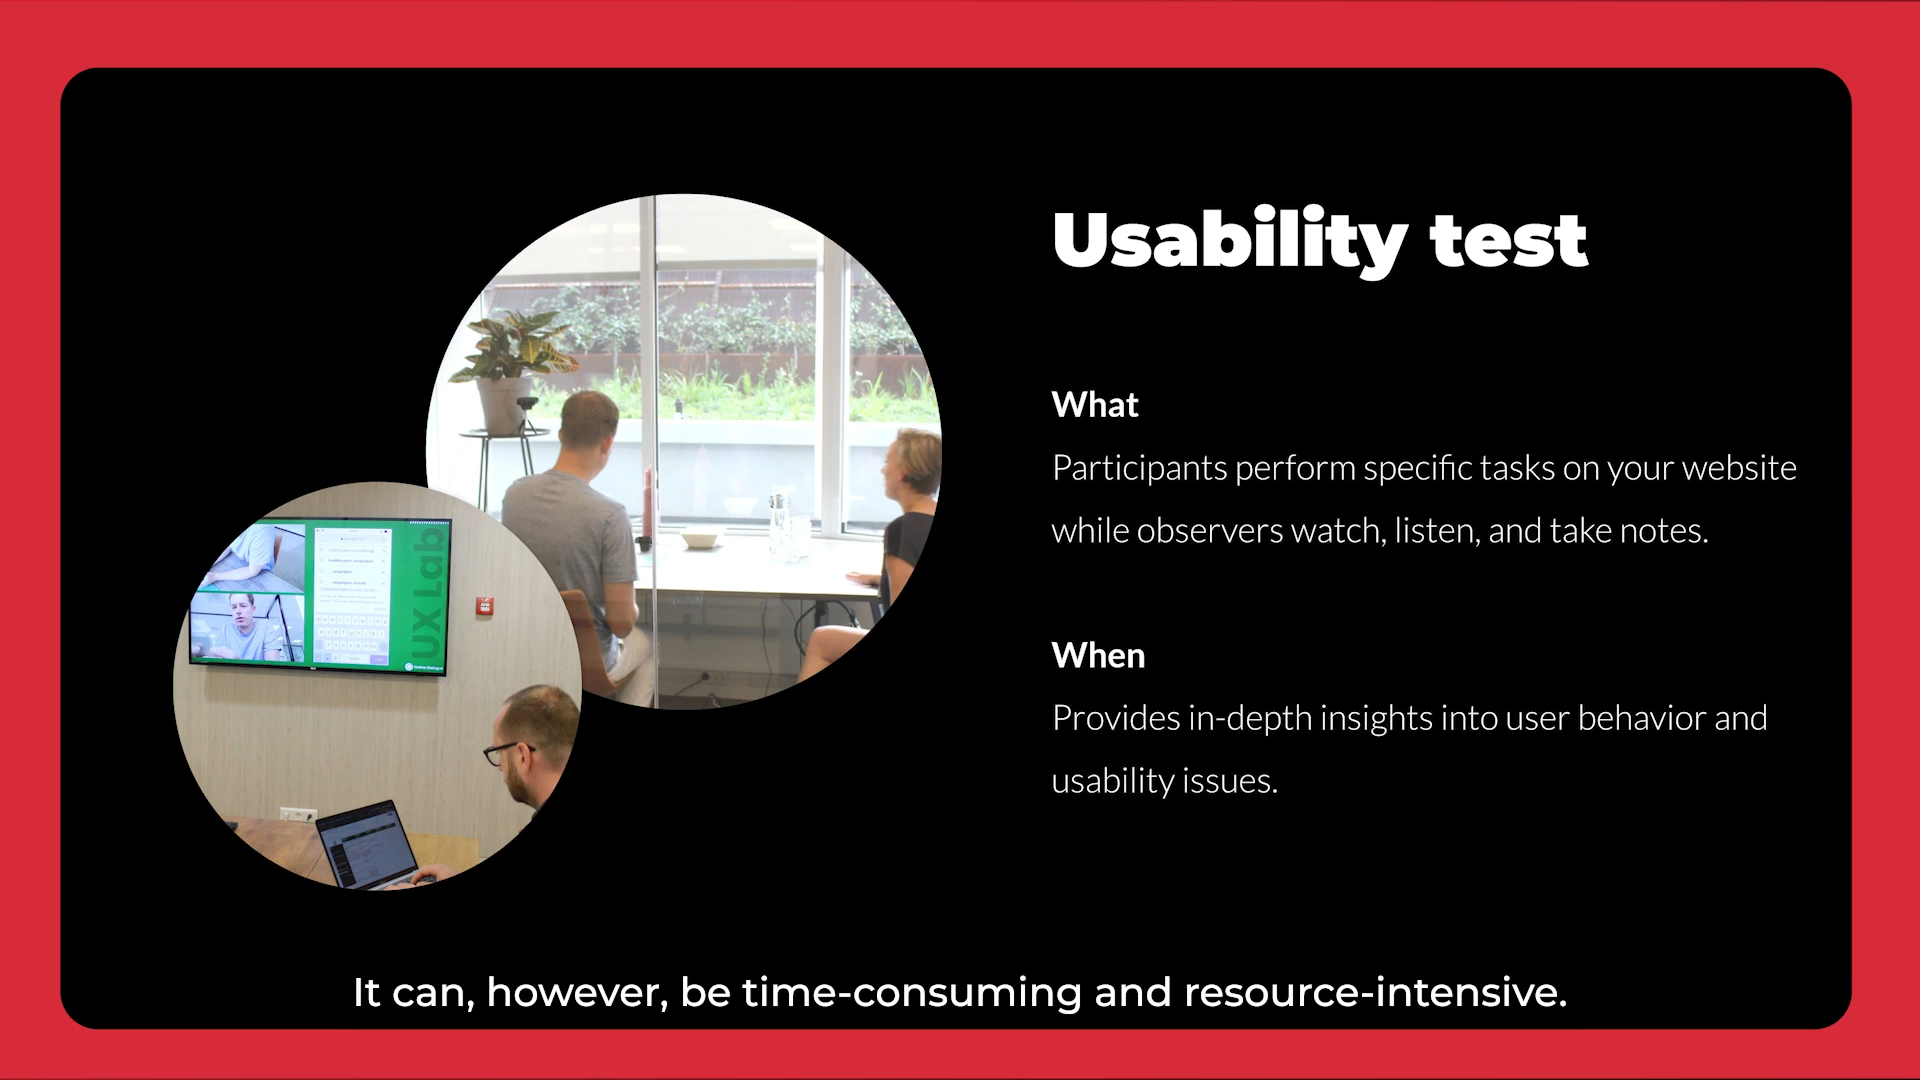 Usability test
What
Participants perform specific tasks on your website
while observers watch, listen, and take notes.
When
Provides in-depth insights into user behavior and
usability issues.
UX Lab
Online Dialogue
It can, however, be time-consuming and resource-intensive.